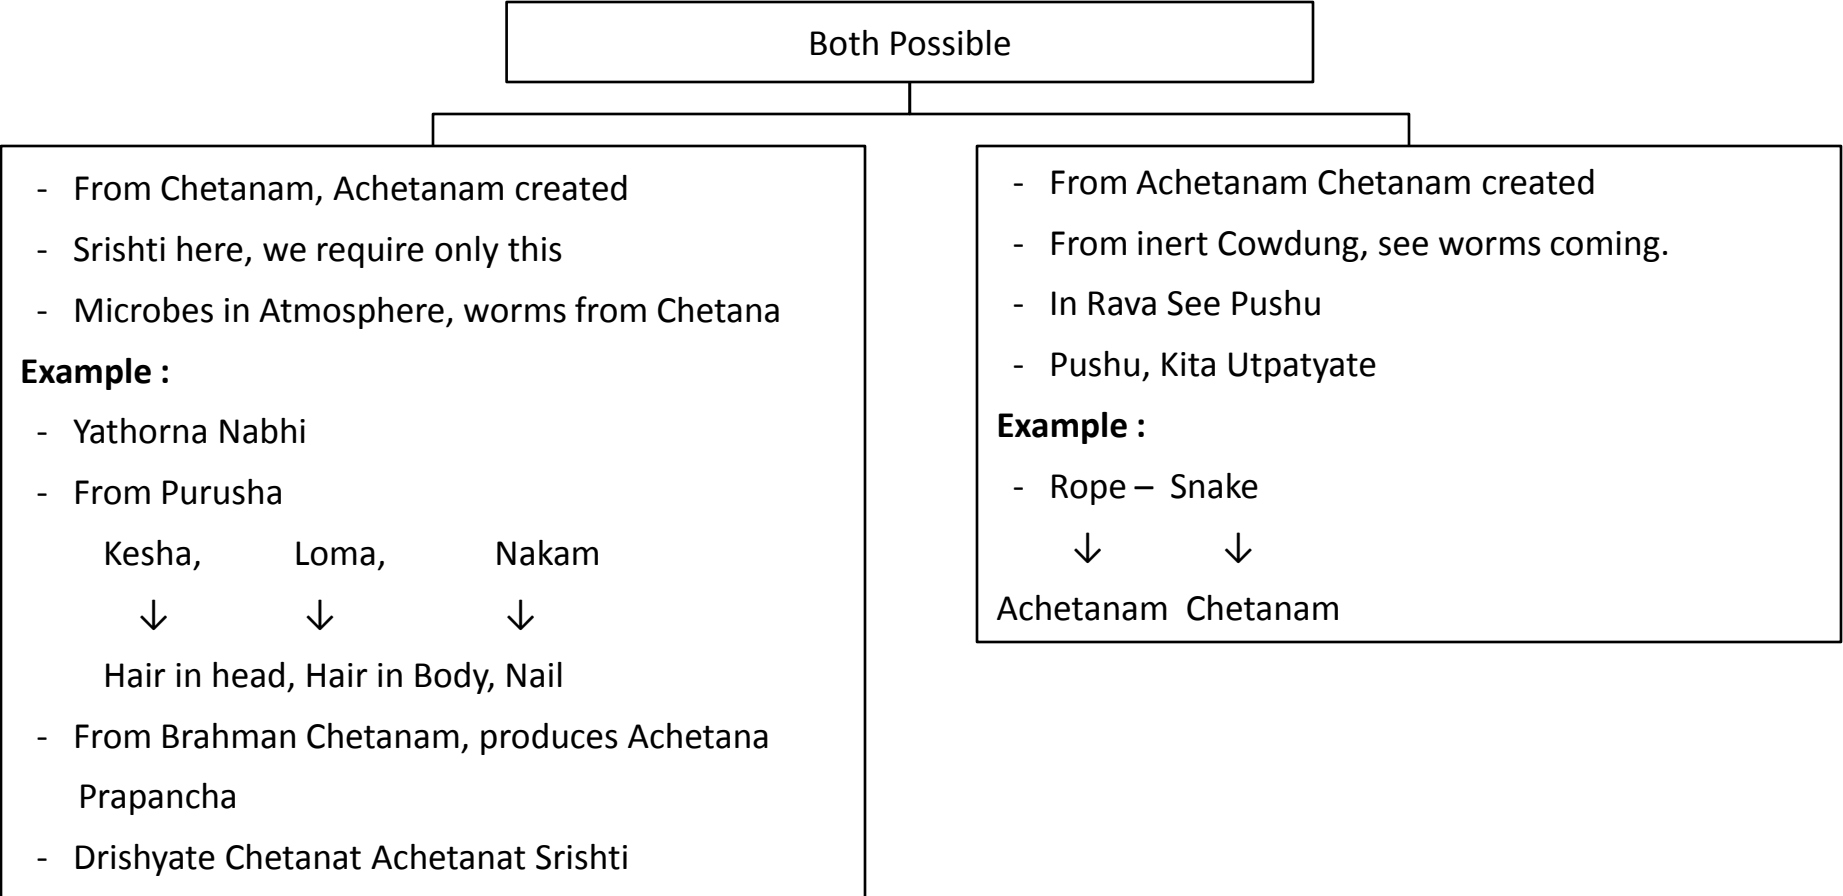 Both Possible
- From Chetanam, Achetanam created
- Srishti here, we require only this
- Microbes in Atmosphere, worms from Chetana
Example :
- Yathorna Nabhi
- From Purusha
Kesha, Loma, Nakam
↓ ↓ ↓
Hair in head, Hair in Body, Nail
- From Brahman Chetanam, produces Achetana
Prapancha
- Drishyate Chetanat Achetanat Srishti
- From Achetanam Chetanam created
- From inert Cowdung, see worms coming.
- In Rava See Pushu
- Pushu, Kita Utpatyate
Example :
- Rope – Snake
↓ ↓
Achetanam Chetanam